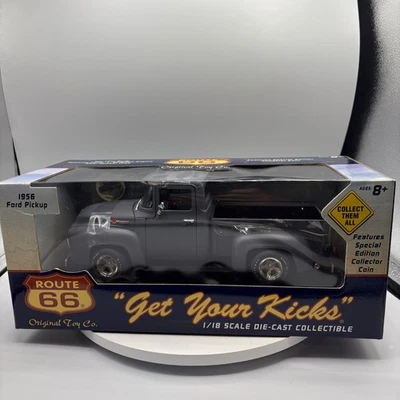 1956
Ford Pickup
AGES 8+
COLLECT
THEM
ALL
Features
Special
Edition
Collector
Coin
ROUTE
66
Original Toy Co.
"Get Your Kicks"
1/18 SCALE DIE-CAST COLLECTIBLE